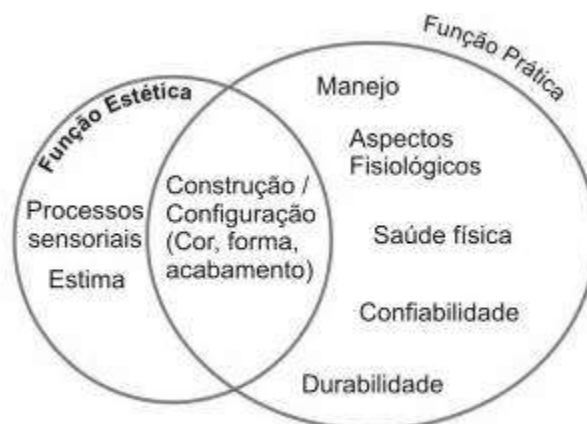 Função Estética
Processos
sensoriais
Estima
Construção /
Configuração
(Cor, forma,
acabamento)
Função Prática
Manejo
Aspectos
Fisiológicos
Saúde física
Confiabilidade
Durabilidade